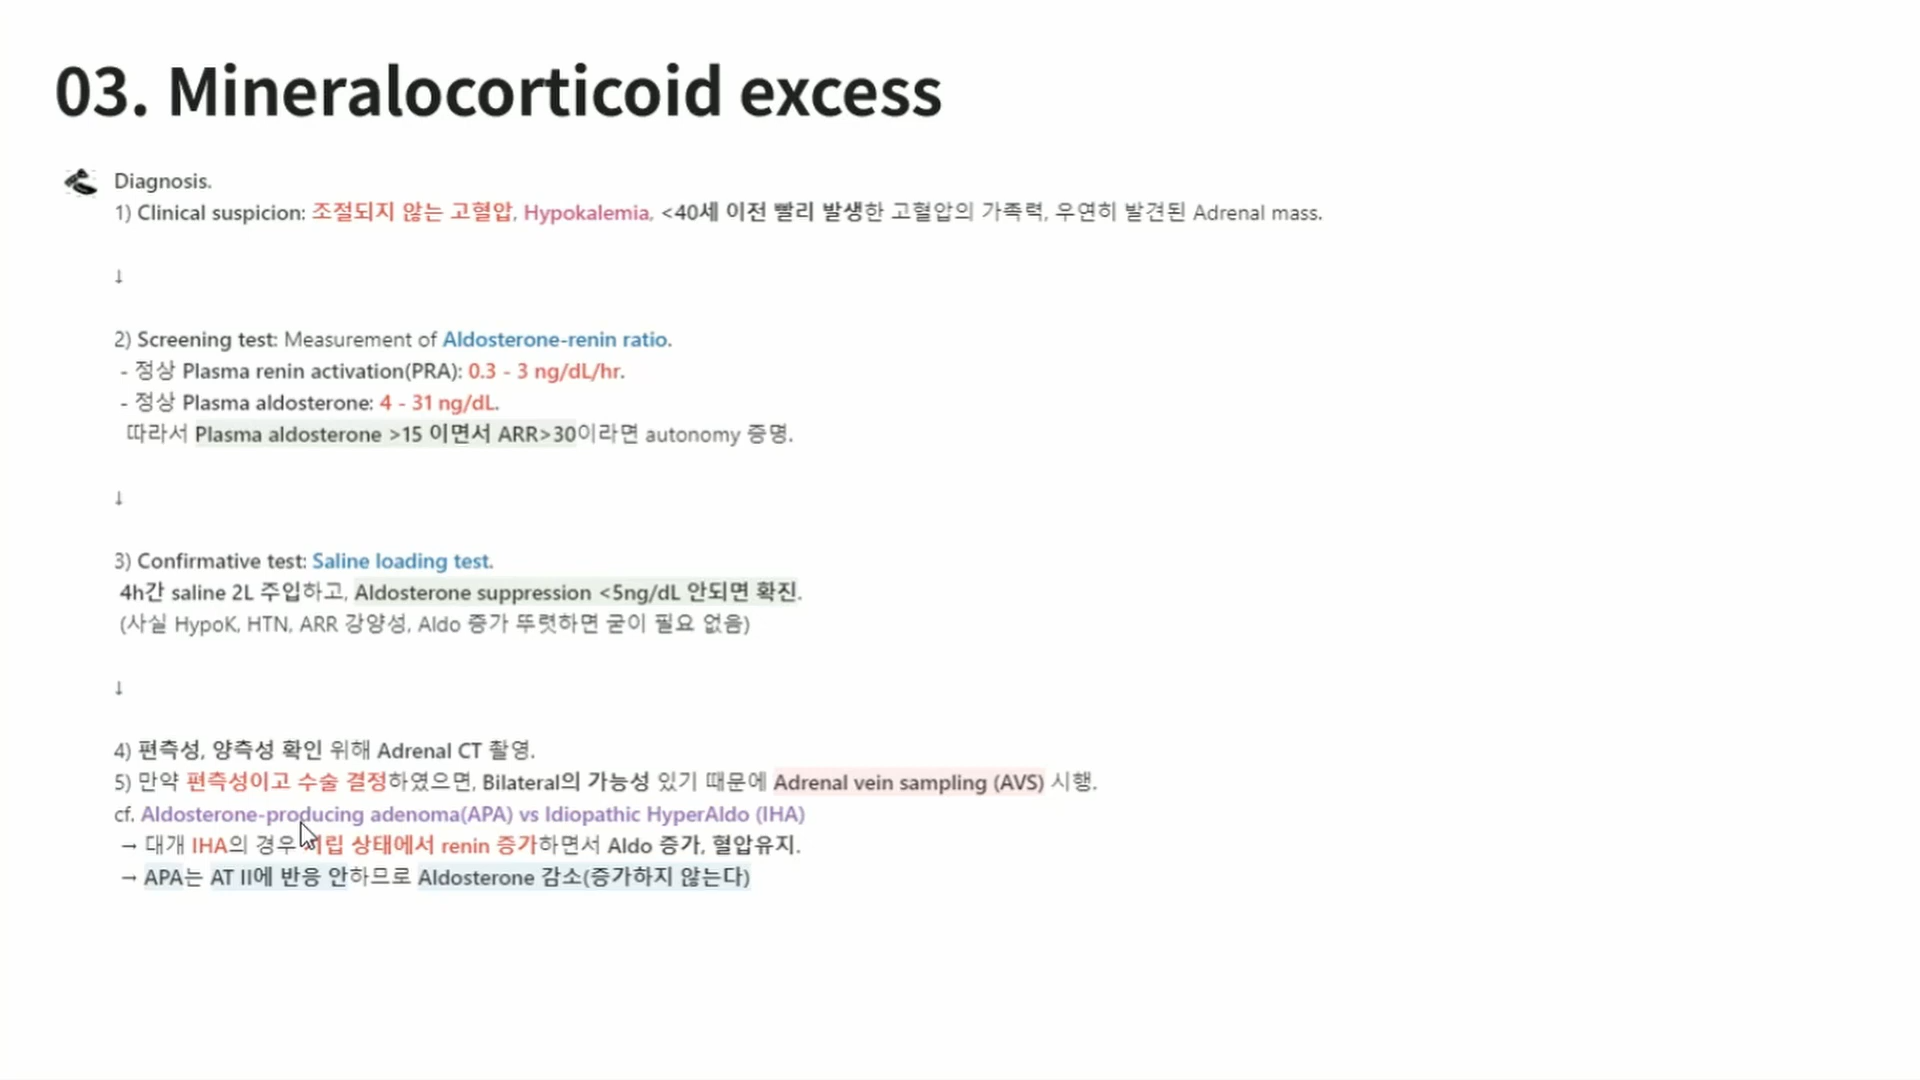 03. Mineralocorticoid excess
Diagnosis.
1) Clinical suspicion: 조절되지 않는 고혈압, Hypokalemia, <40세 이전 빨리 발생한 고혈압의 가족력, 우연히 발견된 Adrenal mass.
↓
2) Screening test: Measurement of Aldosterone-renin ratio.
- 정상 Plasma renin activation(PRA): 0.3 - 3 ng/dL/hr.
- 정상 Plasma aldosterone: 4 - 31 ng/dL.
따라서 Plasma aldosterone >15 이면서 ARR>30이라면 autonomy 증명.
↓
3) Confirmative test: Saline loading test.
4h간 saline 2L 주입하고, Aldosterone suppression <5ng/dL 안되면 확진.
(사실 HypoK, HTN, ARR 강양성, Aldo 증가 뚜렷하면 굳이 필요 없음)
↓
4) 편측성, 양측성 확인 위해 Adrenal CT 촬영.
5) 만약 편측성이고 수술 결정하였으면, Bilateral의 가능성 있기 때문에 Adrenal vein sampling (AVS) 시행.
cf. Aldosterone-producing adenoma(APA) vs Idiopathic HyperAldo (IHA)
→ 대개 IHA의 경우 상태에서 renin 증가하면서 Aldo 증가, 혈압유지.
→ APA는 AT II에 반응 안하므로 Aldosterone 감소(증가하지 않는다)